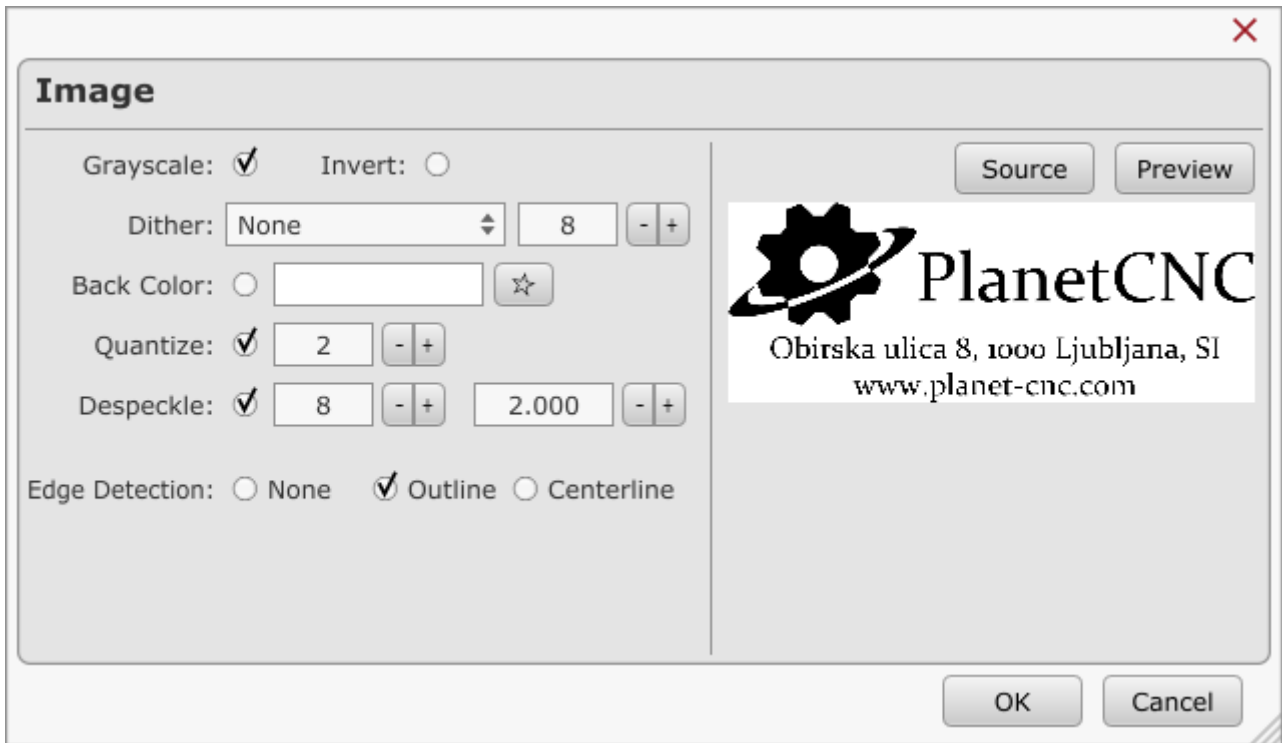 Image
Grayscale: Invert:
Dither: None 8 - +
Back Color:
Quantize: 2 - +
Despeckle: 8 - + 2.000 - +
Edge Detection: None Outline Centerline
Source Preview
PlanetCNC
Obirska ulica 8, 1000 Ljubljana, SI
www.planet-cnc.com
OK Cancel